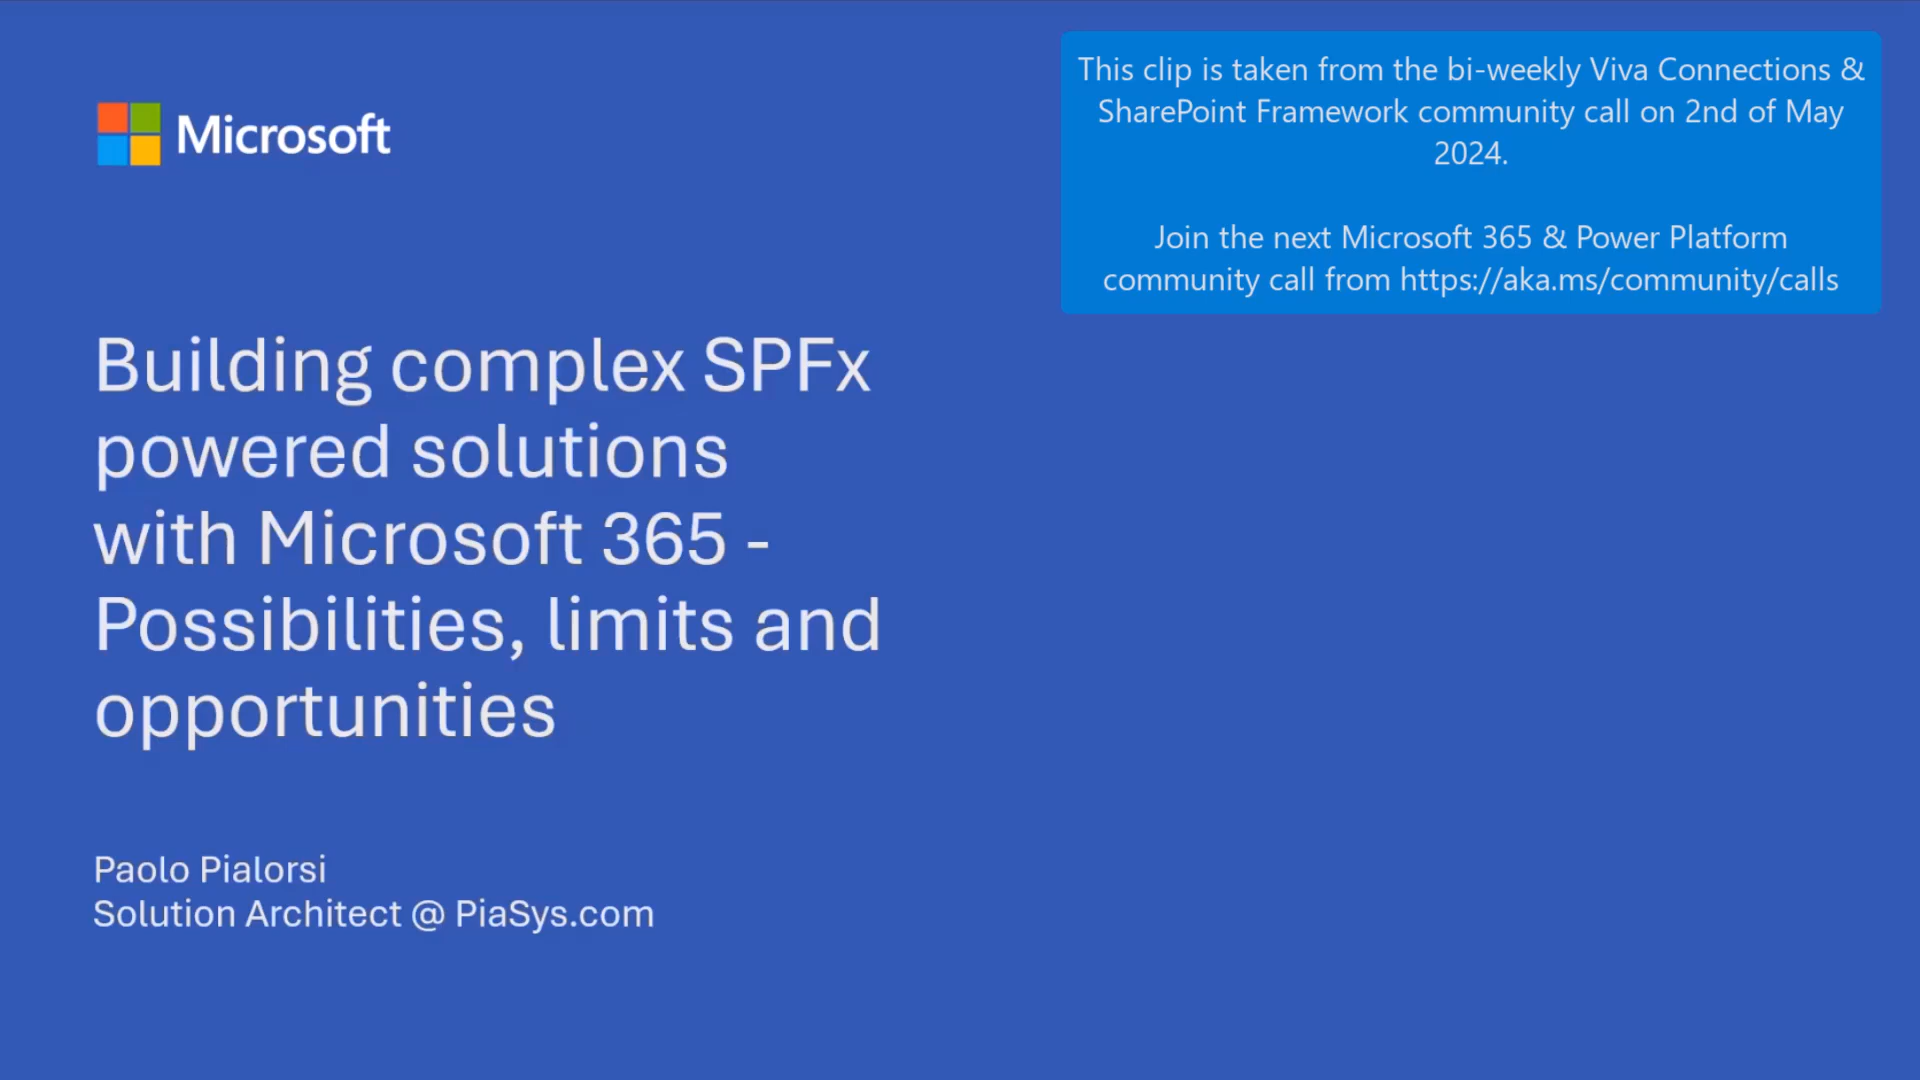 Microsoft
This clip is taken from the bi-weekly Viva Connections &
SharePoint Framework community call on 2nd of May
2024.
Join the next Microsoft 365 & Power Platform
community call from https://aka.ms/community/calls
Building complex SPFx
powered solutions
with Microsoft 365 -
Possibilities, limits and
opportunities
Paolo Pialorsi
Solution Architect @ PiaSys.com